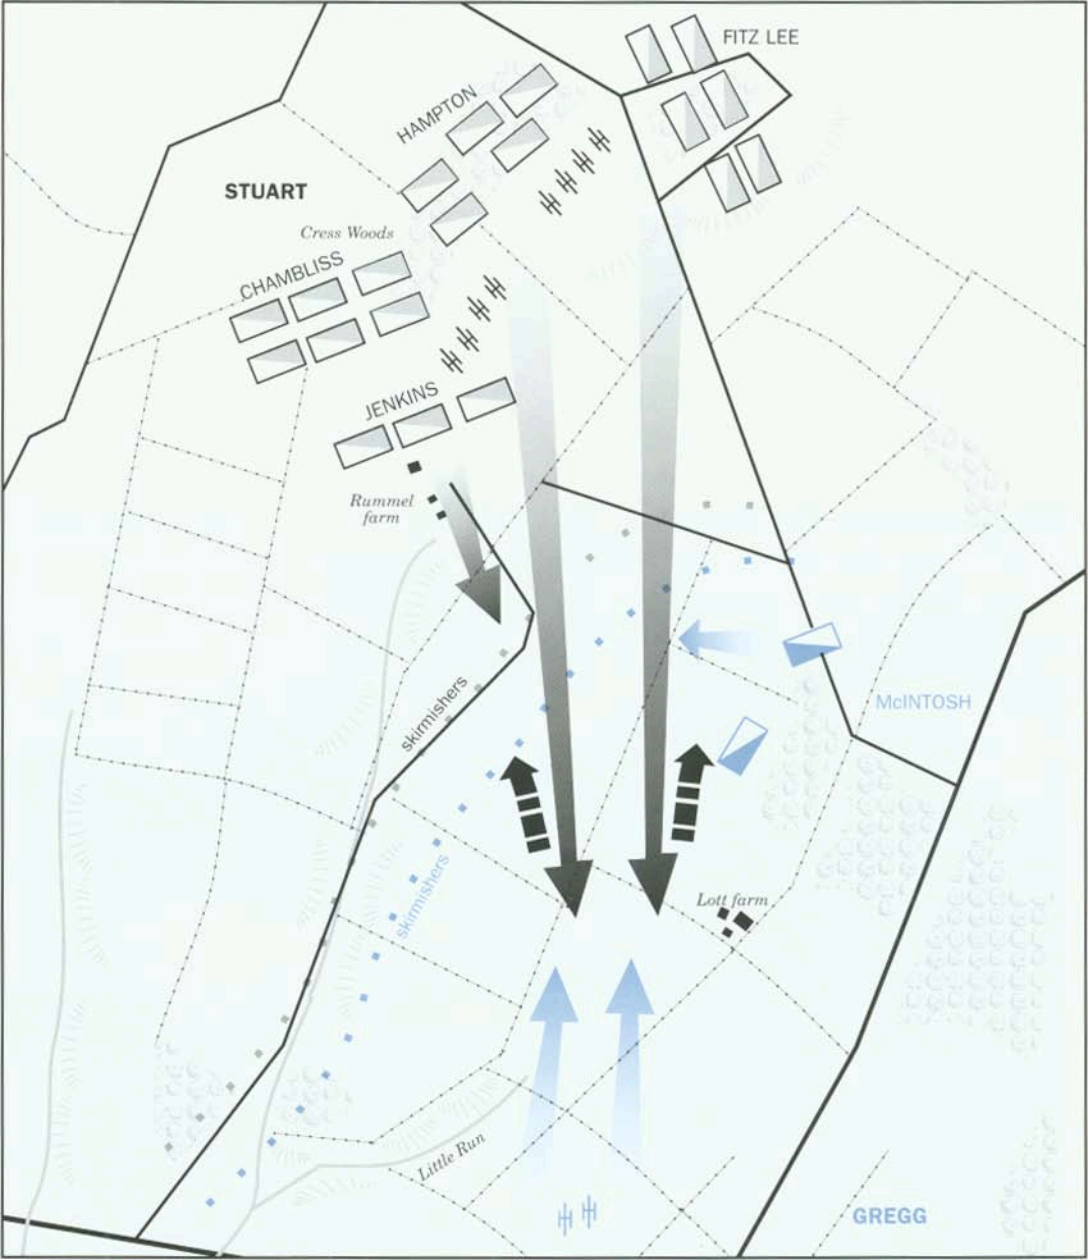 FITZ LEE
HAMPTON
STUART
Cress Woods
CHAMBLISS
JENKINS
Rummel
farm
skirmishers
McINTOSH
skirmishers
Lott farm
Little Run
GREGG